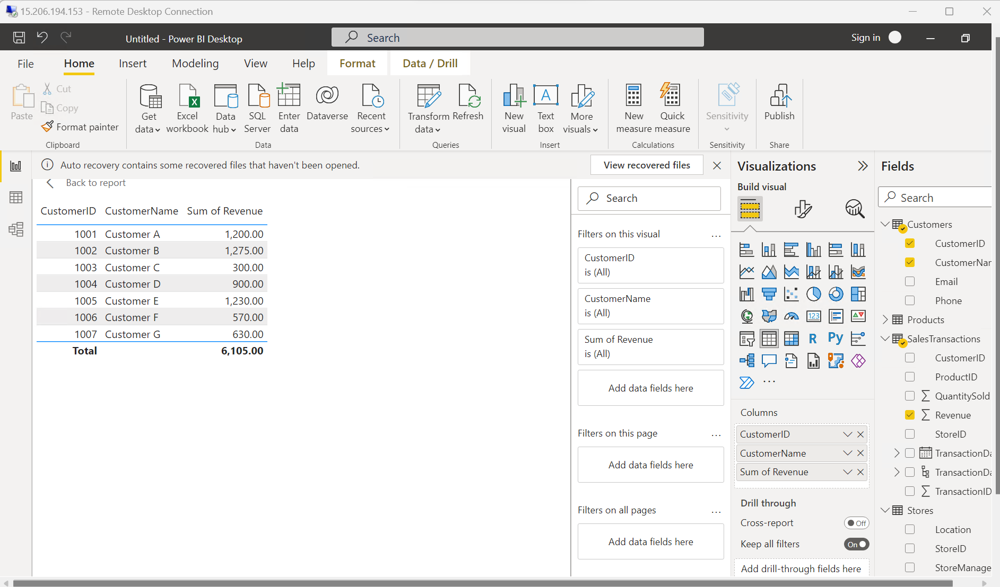 15.206.194.153 - Remote Desktop Connection
Untitled - Power BI Desktop
Search
Sign in
File
Home
Insert
Modeling
View
Help
Format
Data / Drill
Paste
Cut
Copy
Format painter
Clipboard
Get data
Excel workbook
Data hub
SQL Server
Enter data
Dataverse
Recent sources
Data
Transform data
Refresh
Queries
New visual
Text box
More visuals
Insert
New measure
Quick measure
Calculations
Sensitivity
Sensitivity
Publish
Share
Auto recovery contains some recovered files that haven't been opened.
View recovered files
Back to report
CustomerID CustomerName Sum of Revenue
1001 Customer A 1,200.00
1002 Customer B 1,275.00
1003 Customer C 300.00
1004 Customer D 900.00
1005 Customer E 1,230.00
1006 Customer F 570.00
1007 Customer G 630.00
Total 6,105.00
Search
Filters on this visual ...
CustomerID
is (All)
CustomerName
is (All)
Sum of Revenue
is (All)
Add data fields here
Filters on this page ...
Add data fields here
Filters on all pages ...
Add data fields here
Visualizations
Build visual
123
R
Py
...
Columns
CustomerID
CustomerName
Sum of Revenue
Drill through
Cross-report Off
Keep all filters On
Add drill-through fields here
Fields
Search
Customers
CustomerID
CustomerNar
Email
Phone
Products
SalesTransactions
CustomerID
ProductID
QuantitySold
Revenue
StoreID
TransactionDa
TransactionDa
TransactionID
Stores
Location
StoreID
StoreManage